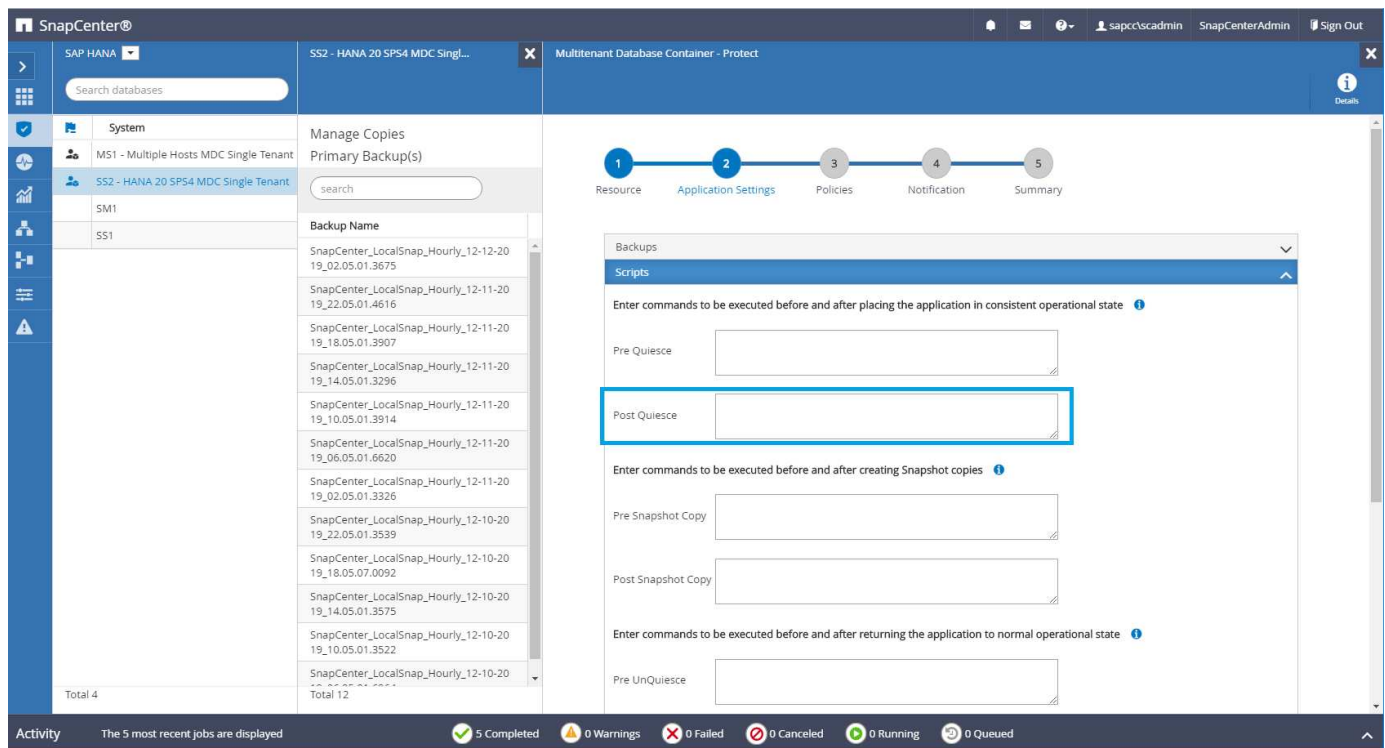 SnapCenter®
sapcc\scadmin SnapCenterAdmin Sign Out
SAP HANA
Search databases
System
MS1 - Multiple Hosts MDC Single Tenant
SS2 - HANA 20 SPS4 MDC Single Tenant
SM1
SS1
Total 4
SS2 - HANA 20 SPS4 MDC Singl...
Manage Copies
Primary Backup(s)
search
Backup Name
SnapCenter_LocalSnap_Hourly_12-12-20
19_02.05.01.3675
SnapCenter_LocalSnap_Hourly_12-11-20
19_22.05.01.4616
SnapCenter_LocalSnap_Hourly_12-11-20
19_18.05.01.3907
SnapCenter_LocalSnap_Hourly_12-11-20
19_14.05.01.3296
SnapCenter_LocalSnap_Hourly_12-11-20
19_10.05.01.3914
SnapCenter_LocalSnap_Hourly_12-11-20
19_06.05.01.6620
SnapCenter_LocalSnap_Hourly_12-11-20
19_02.05.01.3326
SnapCenter_LocalSnap_Hourly_12-10-20
19_22.05.01.3539
SnapCenter_LocalSnap_Hourly_12-10-20
19_18.05.07.0092
SnapCenter_LocalSnap_Hourly_12-10-20
19_14.05.01.3575
SnapCenter_LocalSnap_Hourly_12-10-20
19_10.05.01.3522
SnapCenter_LocalSnap_Hourly_12-10-20
Total 12
Multitenant Database Container - Protect
Details
1 2 3 4 5
Resource Application Settings Policies Notification Summary
Backups
Scripts
Enter commands to be executed before and after placing the application in consistent operational state
Pre Quiesce
Post Quiesce
Enter commands to be executed before and after creating Snapshot copies
Pre Snapshot Copy
Post Snapshot Copy
Enter commands to be executed before and after returning the application to normal operational state
Pre UnQuiesce
Activity The 5 most recent jobs are displayed 5 Completed 0 Warnings 0 Failed 0 Canceled 0 Running 0 Queued